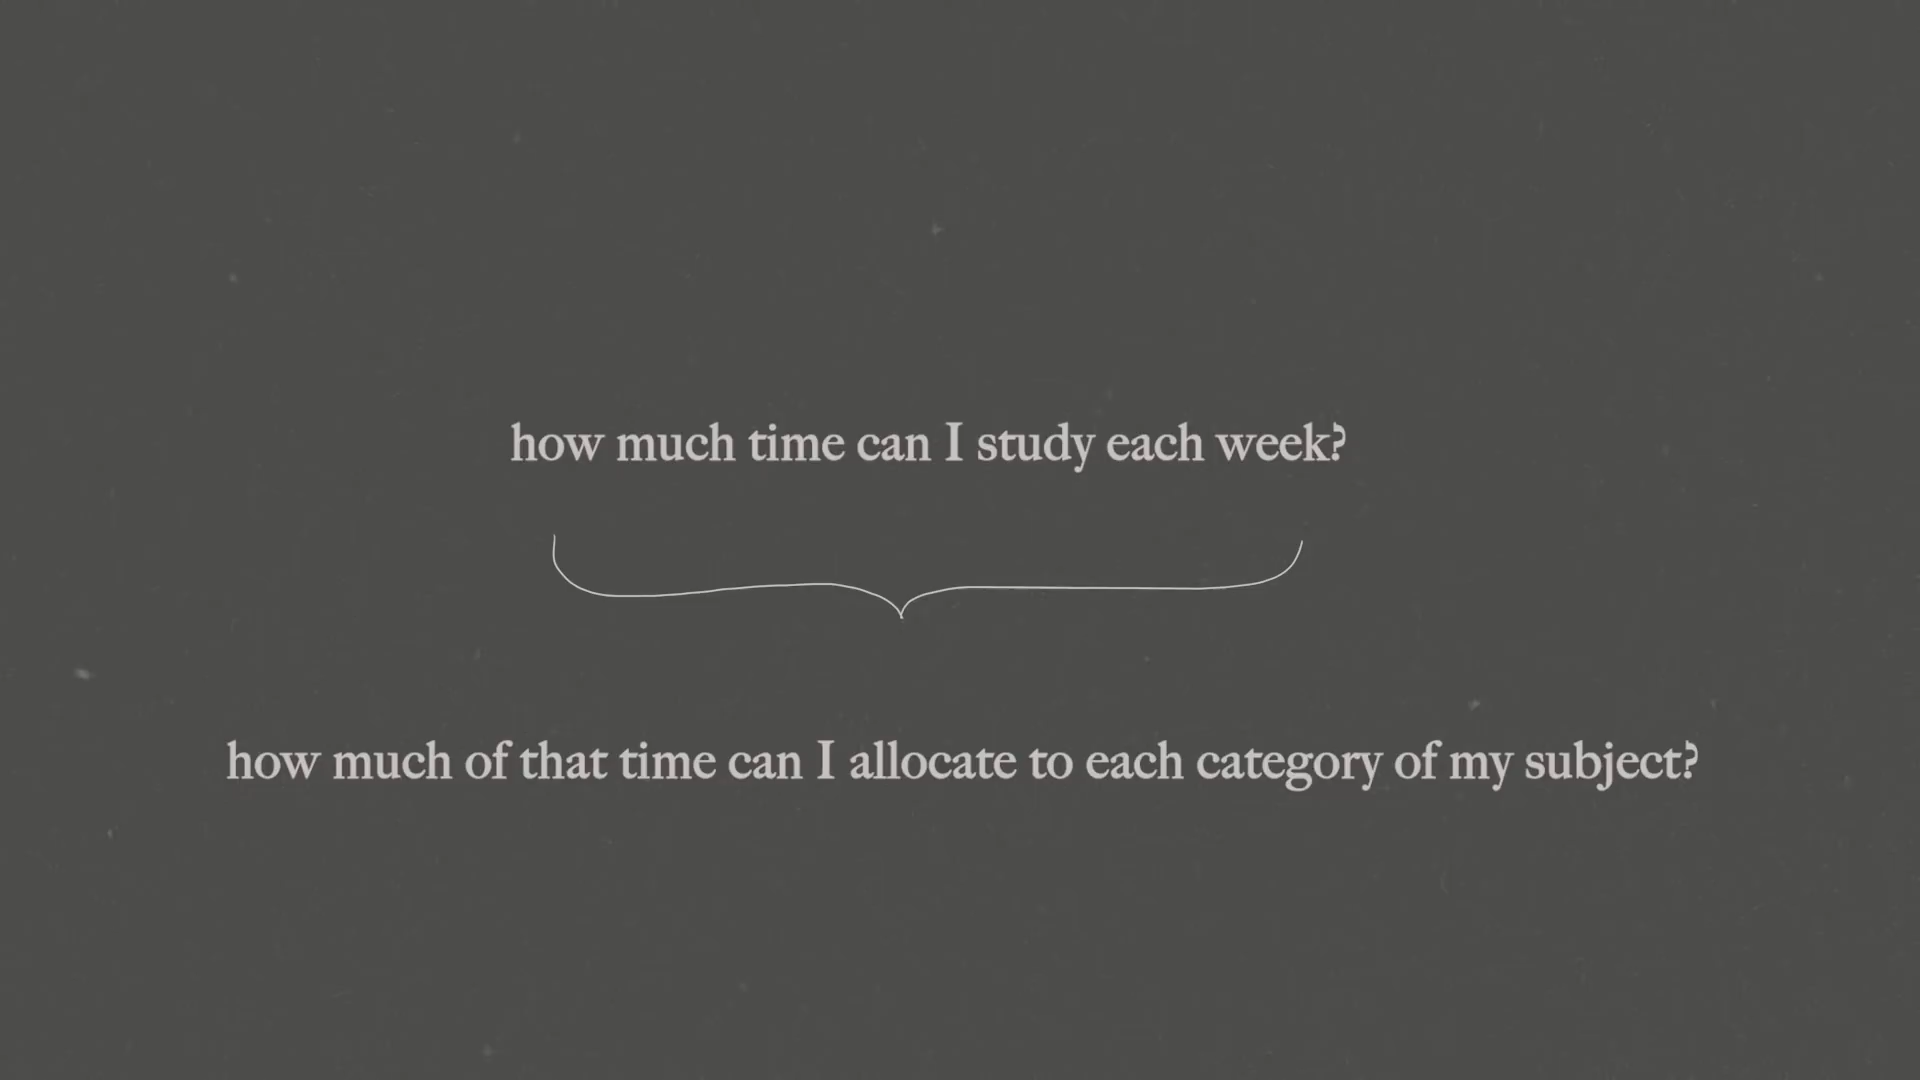 how much time can I study each week?
how much of that time can I allocate to each category of my subject?